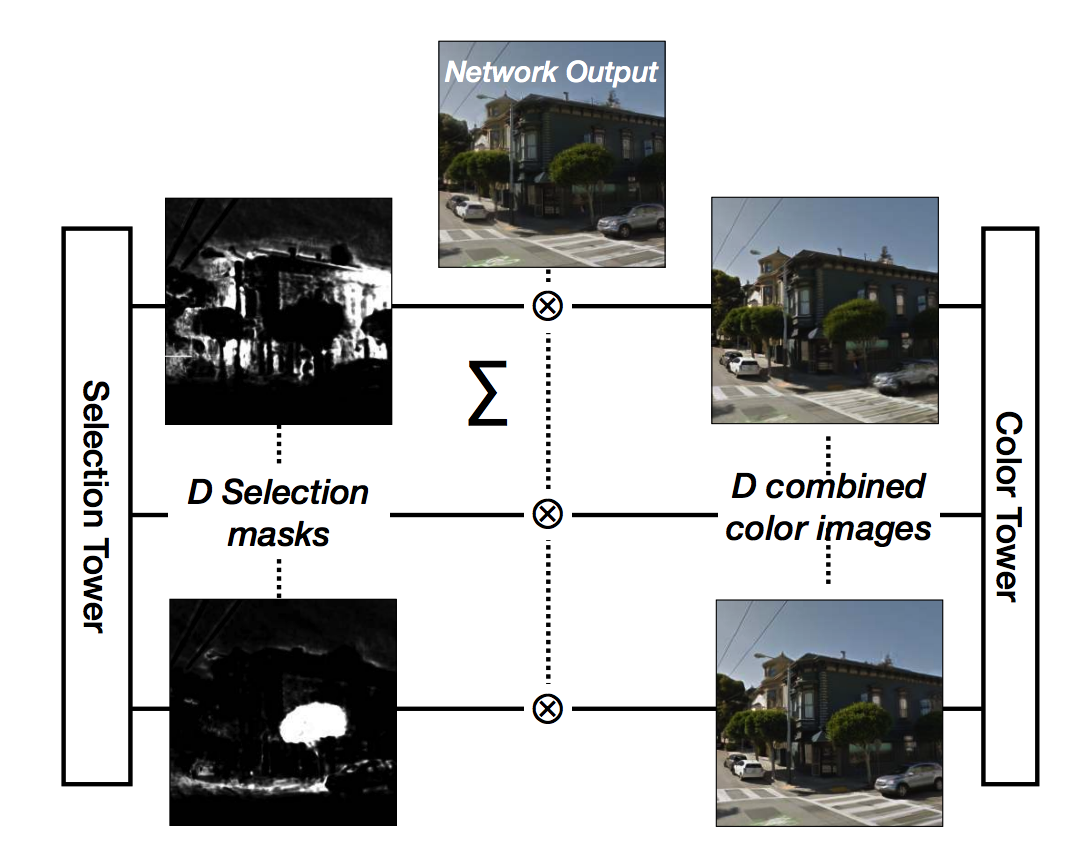 Network Output
Selection Tower
⊗
∑
D Selection
masks
⊗
D combined
color images
Color Tower
⊗